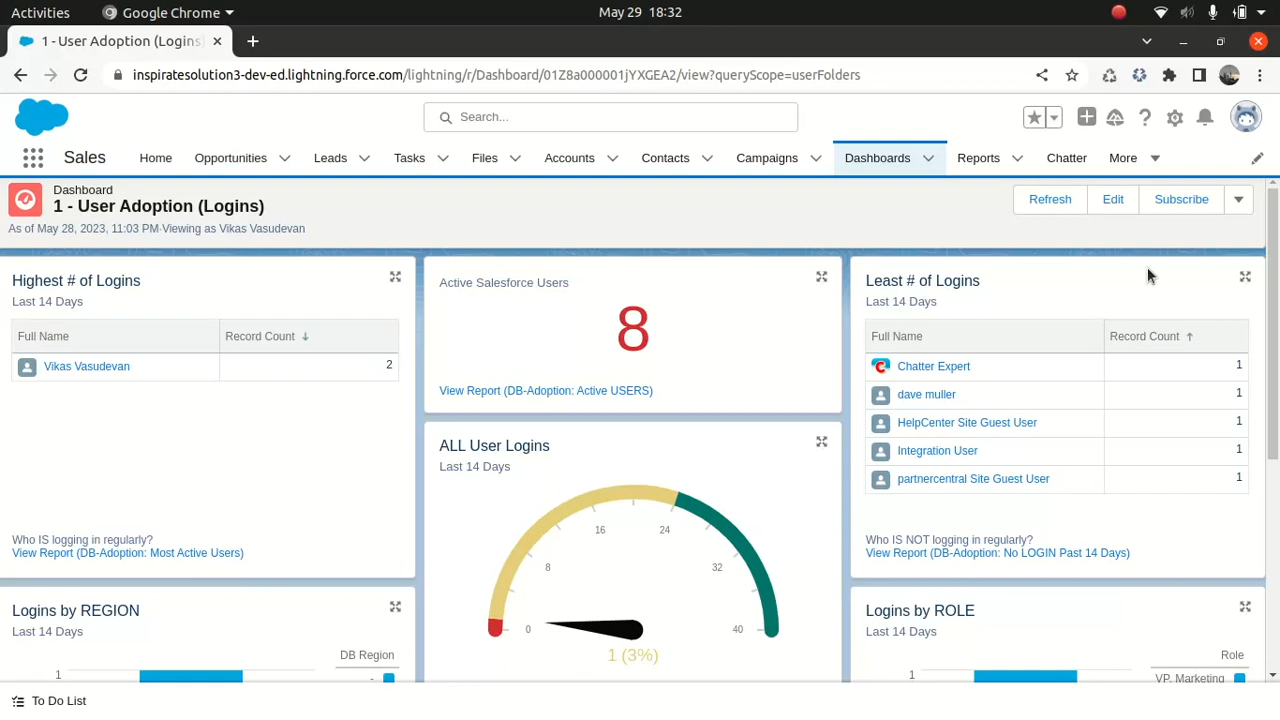 Activities
Google Chrome
May 29 18:32
1 - User Adoption (Logins)
inspiratesolution3-dev-ed.lightning.force.com/lightning/r/Dashboard/01Z8a000001jYXGEA2/view?queryScope=userFolders
Search...
Sales
Home
Opportunities
Leads
Tasks
Files
Accounts
Contacts
Campaigns
Dashboards
Reports
Chatter
More
Dashboard
1 - User Adoption (Logins)
As of May 28, 2023, 11:03 PM·Viewing as Vikas Vasudevan
Refresh
Edit
Subscribe
Highest # of Logins
Last 14 Days
Full Name Record Count ↓
Vikas Vasudevan 2
Who IS logging in regularly?
View Report (DB-Adoption: Most Active Users)
Active Salesforce Users
8
View Report (DB-Adoption: Active USERS)
Least # of Logins
Last 14 Days
Full Name Record Count ↑
Chatter Expert 1
dave muller 1
HelpCenter Site Guest User 1
Integration User 1
partnercentral Site Guest User 1
Who IS NOT logging in regularly?
View Report (DB-Adoption: No LOGIN Past 14 Days)
ALL User Logins
Last 14 Days
0
8
16
24
32
40
1 (3%)
Logins by REGION
Last 14 Days
DB Region
1
-
Logins by ROLE
Last 14 Days
Role
1
VP, Marketing
To Do List